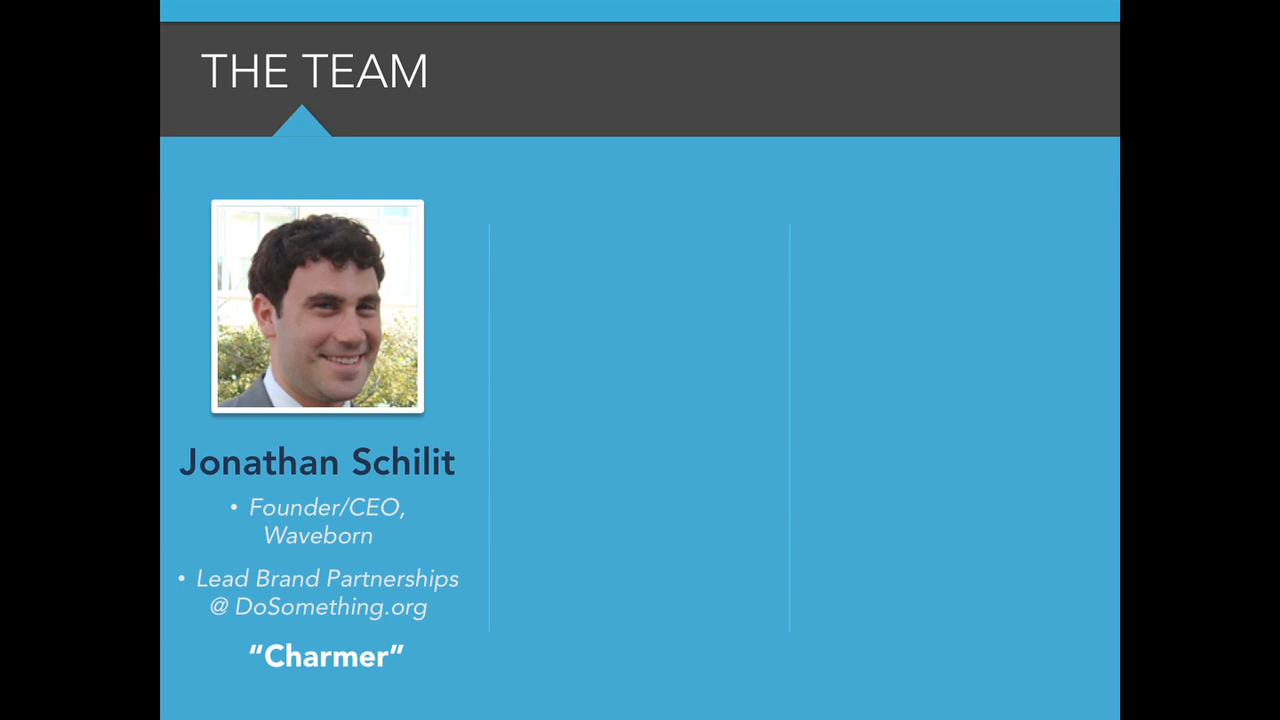 THE TEAM
Jonathan Schilit
• Founder/CEO,
Waveborn
• Lead Brand Partnerships
@ DoSomething.org
“Charmer”